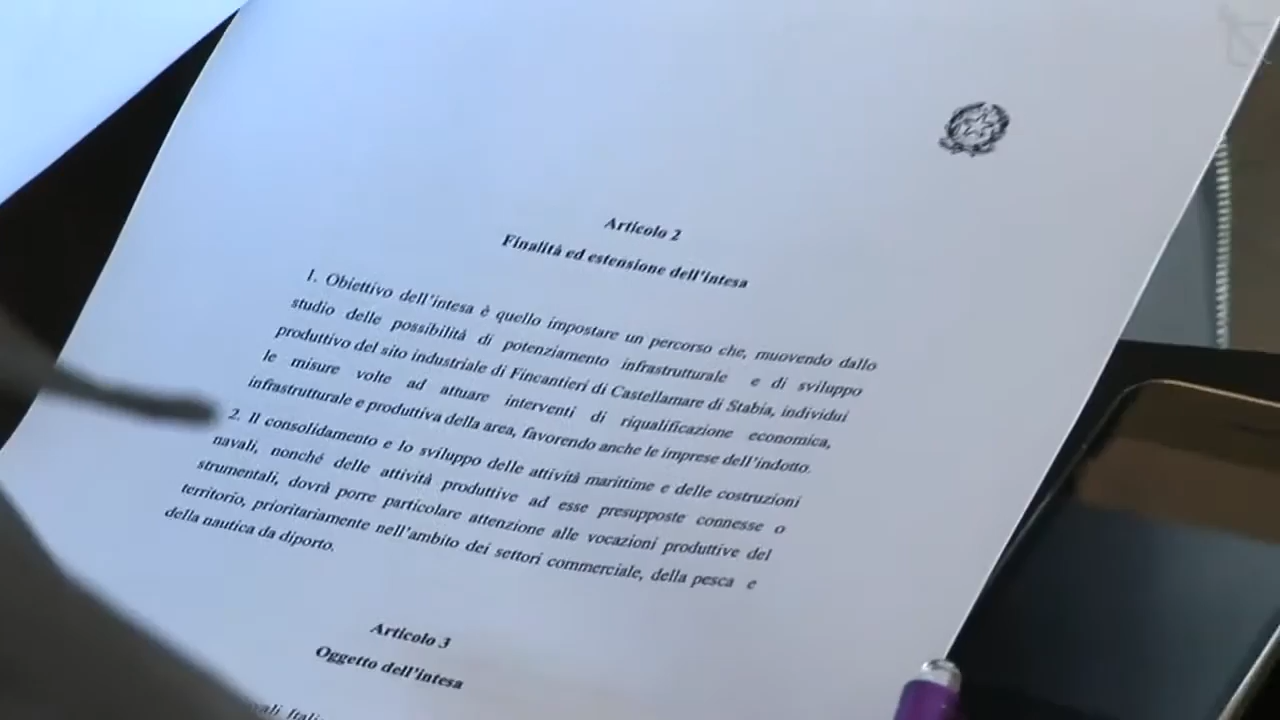 Articolo 2
Finalità ed estensione dell'intesa
1. Obiettivo dell'intesa è quello impostare un percorso che, muovendo dallo
studio delle possibilità di potenziamento infrastrutturale e di sviluppo
produttivo del sito industriale di Fincantieri di Castellamare di Stabia, individui
le misure volte ad attuare interventi di riqualificazione economica,
infrastrutturale e produttiva della area, favorendo anche le imprese dell'indotto.
2. Il consolidamento e lo sviluppo delle attività marittime e delle costruzioni
navali, nonché delle attività produttive ad esse presupposte connesse o
strumentali, dovrà porre particolare attenzione alle vocazioni produttive del
territorio, prioritariamente nell'ambito dei settori commerciale, della pesca e
della nautica da diporto.
Articolo 3
Oggetto dell'intesa